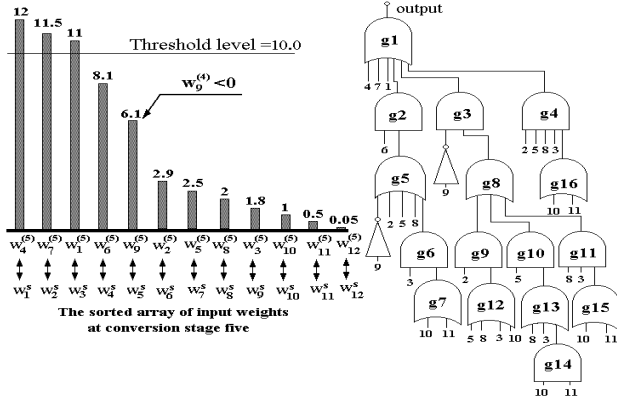 12
11.5
11
Threshold level =10.0
8.1
w9(4) <0
6.1
2.9
2.5
2
1.8
1
0.5
0.05
w4(5) w7(5) w1(5) w6(5) w9(5) w2(5) w5(5) w8(5) w3(5) w10(5) w11(5) w12(5)
w1s w2s w3s w4s w5s w6s w7s w8s w9s w10s w11s w12s
The sorted array of input weights
at conversion stage five
output
g1
4 7 1
g2 g3 g4
6
2 5 8 3
g5
9
g8
g16
10 11
2 5 8
9
g6 g9 g10 g11
3
2
5
8 3
g7
10 11
g12
5 8 3 10
g13
8 3
g15
10 11
g14
10 11